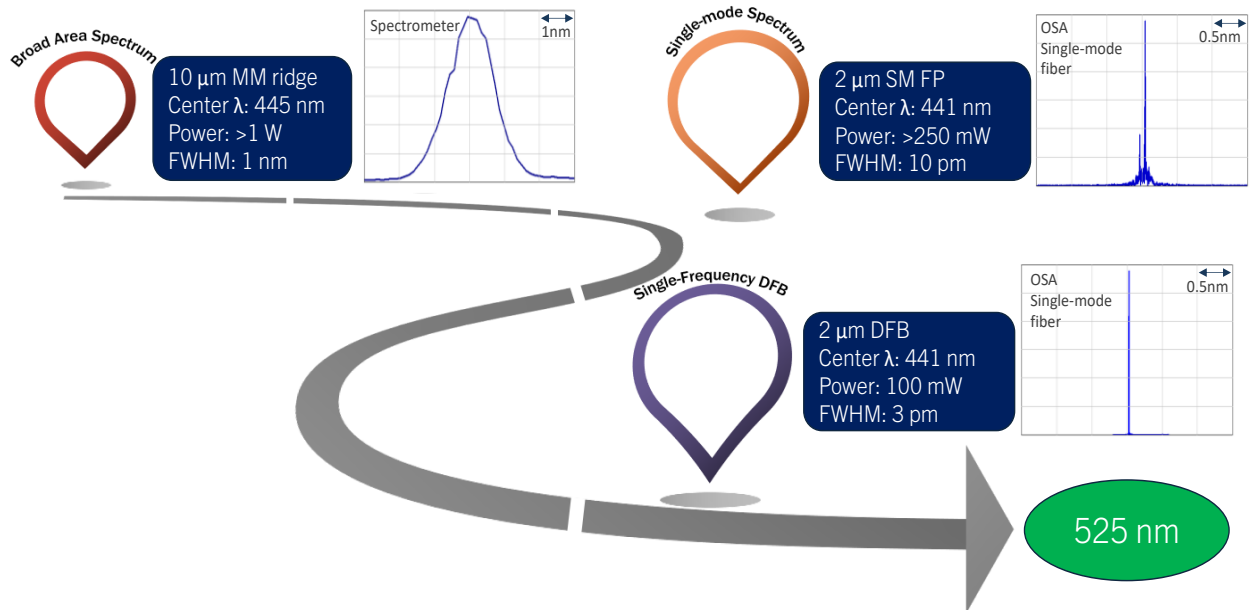 Broad Area Spectrum
10 μm MM ridge
Center λ: 445 nm
Power: >1 W
FWHM: 1 nm
Spectrometer
1nm
Single-mode Spectrum
2 μm SM FP
Center λ: 441 nm
Power: >250 mW
FWHM: 10 pm
OSA
Single-mode
fiber
0.5nm
Single-Frequency DFB
2 μm DFB
Center λ: 441 nm
Power: 100 mW
FWHM: 3 pm
OSA
Single-mode
fiber
0.5nm
525 nm